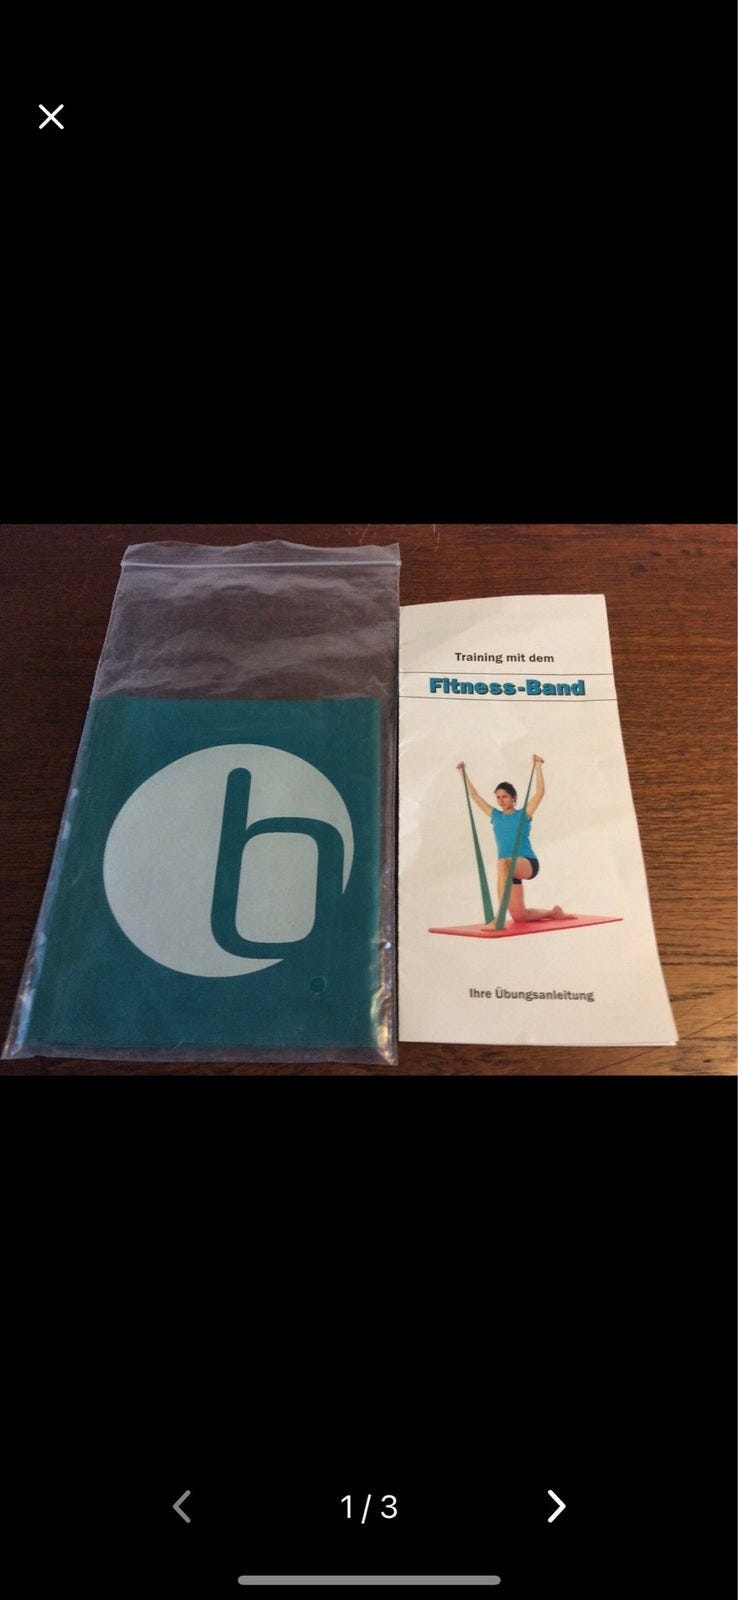 Training mit dem
Fitness-Band
Ihre Übungsanleitung
b
1 / 3